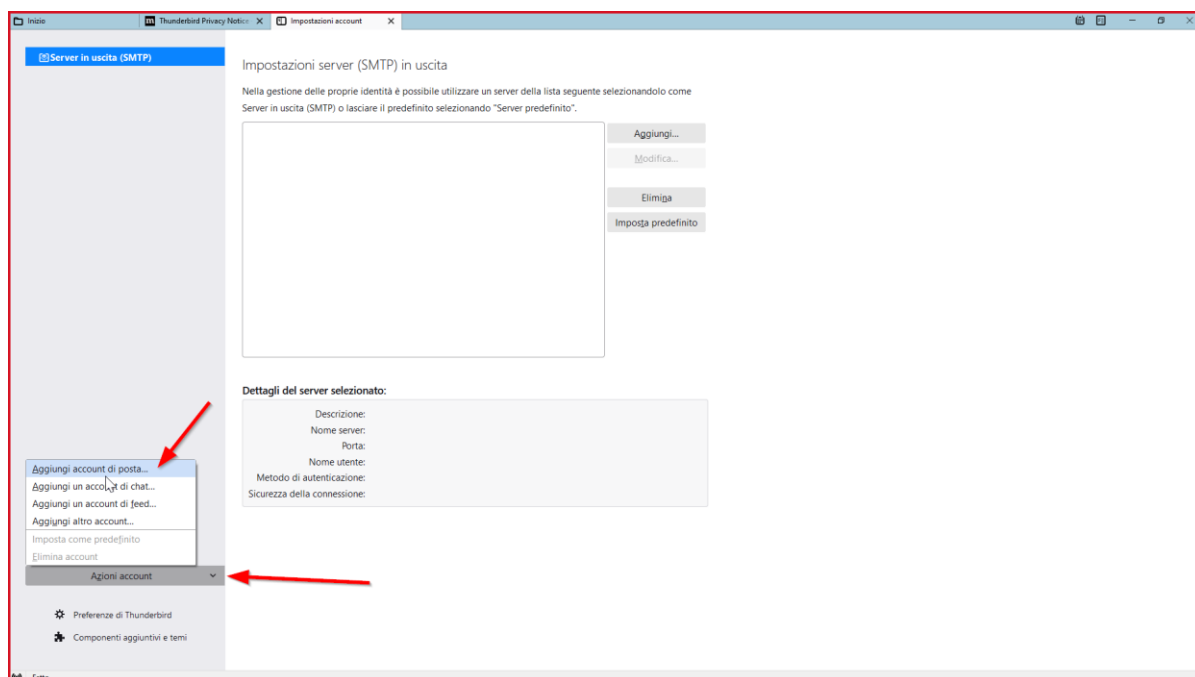 Inizio
Thunderbird Privacy Notice
Impostazioni account
Server in uscita (SMTP)
Impostazioni server (SMTP) in uscita
Nella gestione delle proprie identità è possibile utilizzare un server della lista seguente selezionandolo come
Server in uscita (SMTP) o lasciare il predefinito selezionando "Server predefinito".
Aggiungi...
Modifica...
Elimina
Imposta predefinito
Dettagli del server selezionato:
Descrizione:
Nome server:
Porta:
Nome utente:
Metodo di autenticazione:
Sicurezza della connessione:
Aggiungi account di posta...
Aggiungi un account di chat...
Aggiungi un account di feed...
Aggiungi altro account...
Imposta come predefinito
Elimina account
Azioni account
Preferenze di Thunderbird
Componenti aggiuntivi e temi